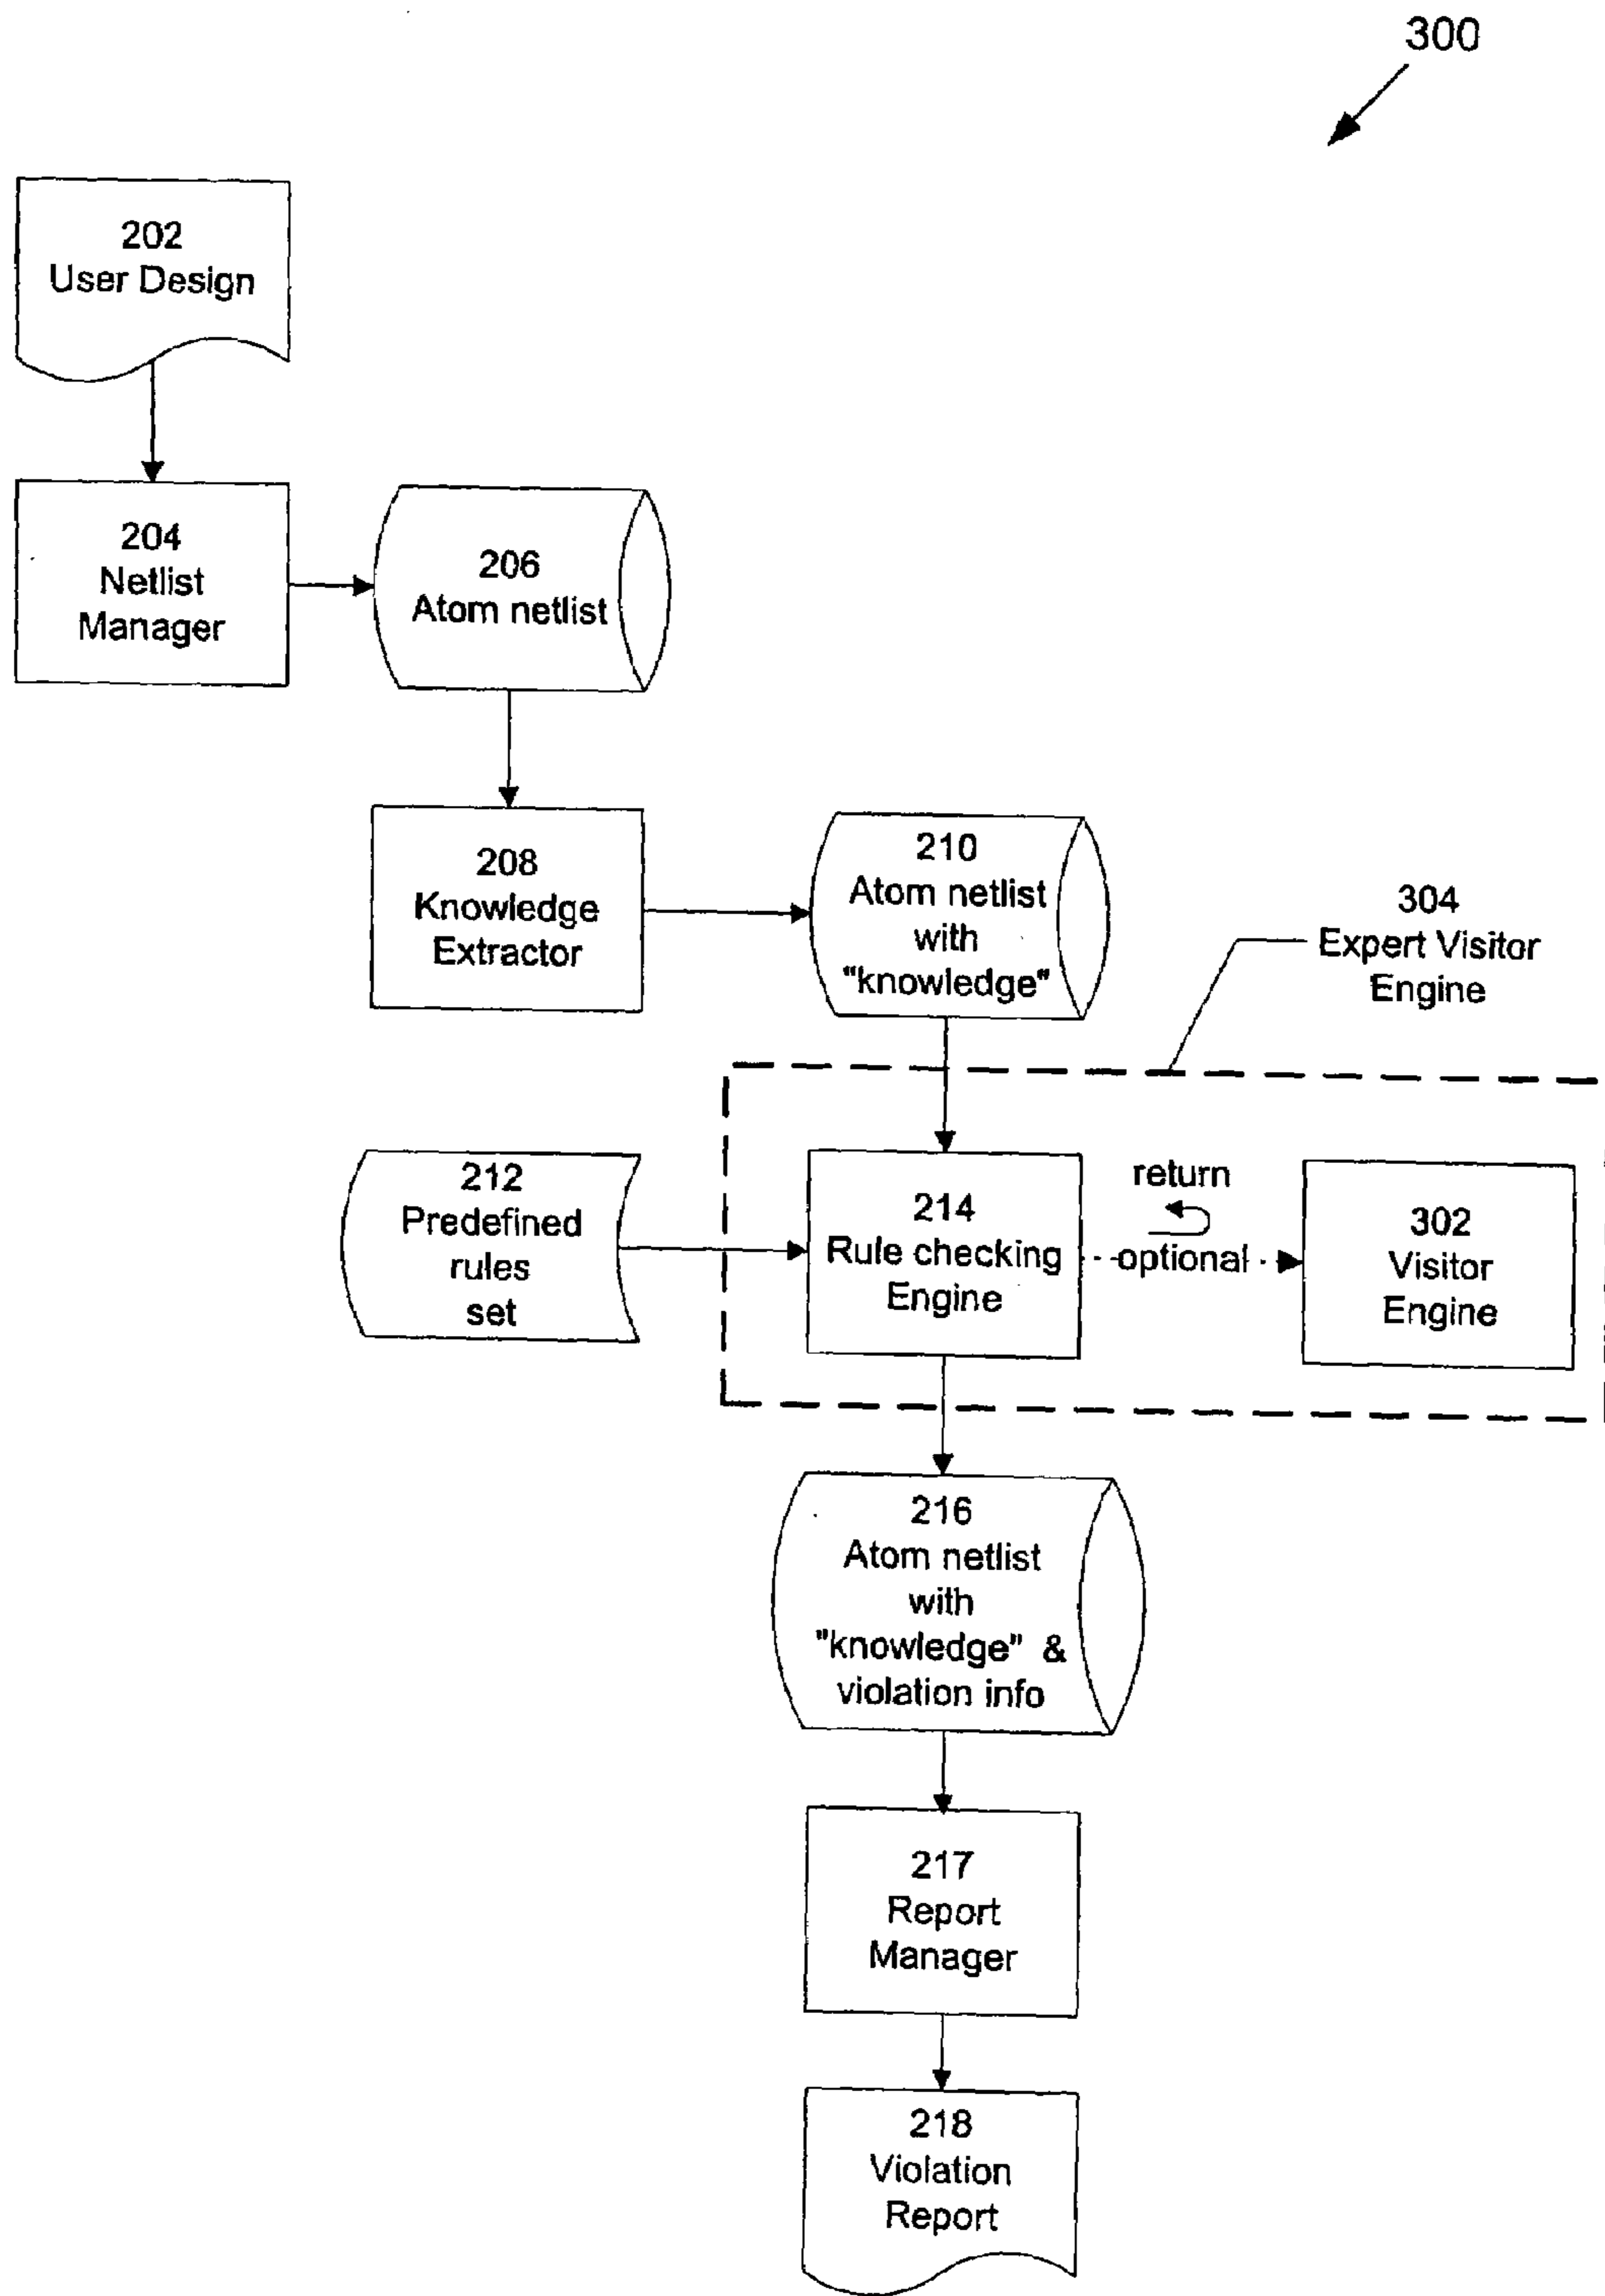 300
202
User Design
204
Netlist
Manager
206
Atom netlist
208
Knowledge
Extractor
210
Atom netlist
with
"knowledge"
304
Expert Visitor
Engine
212
Predefined
rules
set
214
Rule checking
Engine
return
optional
302
Visitor
Engine
216
Atom netlist
with
"knowledge" &
violation info
217
Report
Manager
218
Violation
Report